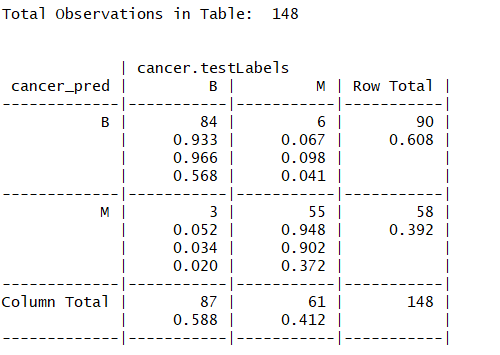 Total Observations in Table:  148

             | cancer.testLabels
 cancer_pred |         B |         M | Row Total |
-------------|-----------|-----------|-----------|
           B |        84 |         6 |        90 |
             |     0.933 |     0.067 |     0.608 |
             |     0.966 |     0.098 |           |
             |     0.568 |     0.041 |           |
-------------|-----------|-----------|-----------|
           M |         3 |        55 |        58 |
             |     0.052 |     0.948 |     0.392 |
             |     0.034 |     0.902 |           |
             |     0.020 |     0.372 |           |
-------------|-----------|-----------|-----------|
Column Total |        87 |        61 |       148 |
             |     0.588 |     0.412 |           |
-------------|-----------|-----------|-----------|